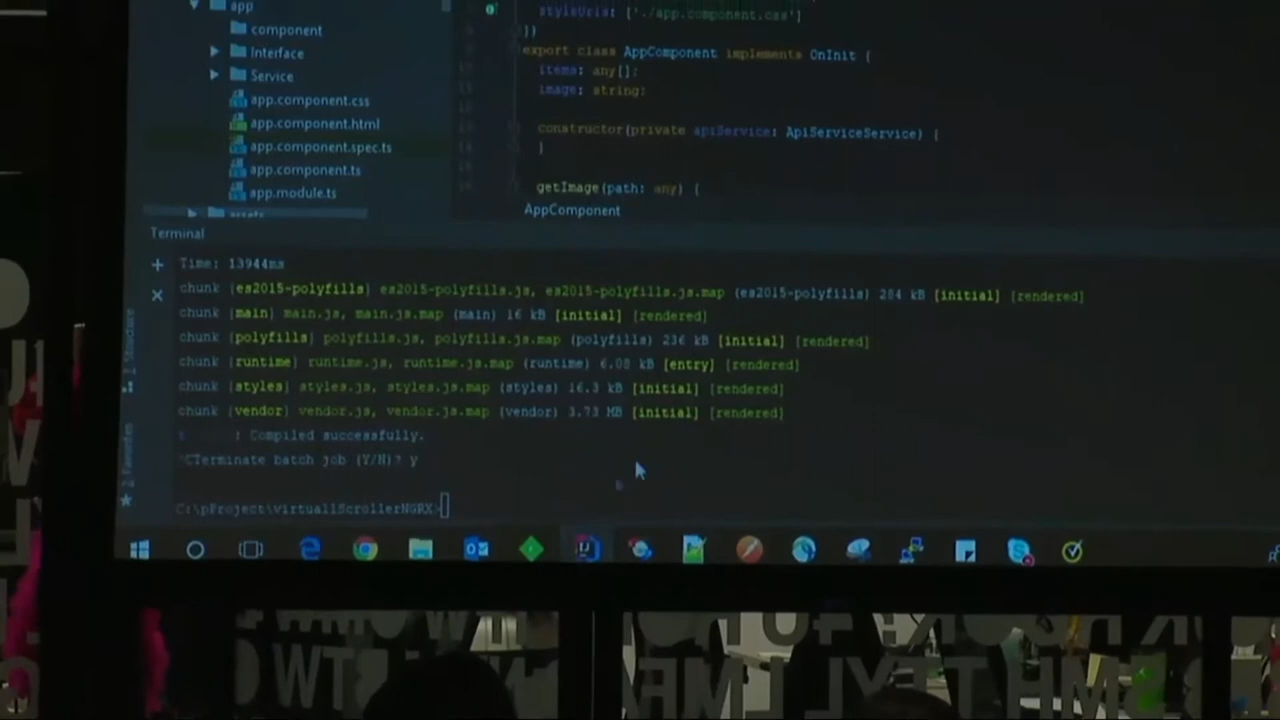 app
component
Interface
Service
app.component.css
app.component.html
app.component.spec.ts
app.component.ts
app.module.ts
assets
styleUrls: ['./app.component.css']
})
export class AppComponent implements OnInit {
items: any[];
image: string;
constructor(private apiService: ApiServiceService) {
}
getImage(path: any) {
AppComponent
Terminal
Time: 13944ms
chunk {es2015-polyfills} es2015-polyfills.js, es2015-polyfills.js.map (es2015-polyfills) 284 kB [initial] [rendered]
chunk {main} main.js, main.js.map (main) 16 kB [initial] [rendered]
chunk {polyfills} polyfills.js, polyfills.js.map (polyfills) 236 kB [initial] [rendered]
chunk {runtime} runtime.js, runtime.js.map (runtime) 6.08 kB [entry] [rendered]
chunk {styles} styles.js, styles.js.map (styles) 16.3 kB [initial] [rendered]
chunk {vendor} vendor.js, vendor.js.map (vendor) 3.73 MB [initial] [rendered]
: Compiled successfully.
^CTerminate batch job (Y/N)? y
C:\pProject\virtuallScrollerNGRX>
Structure
2: Favorites